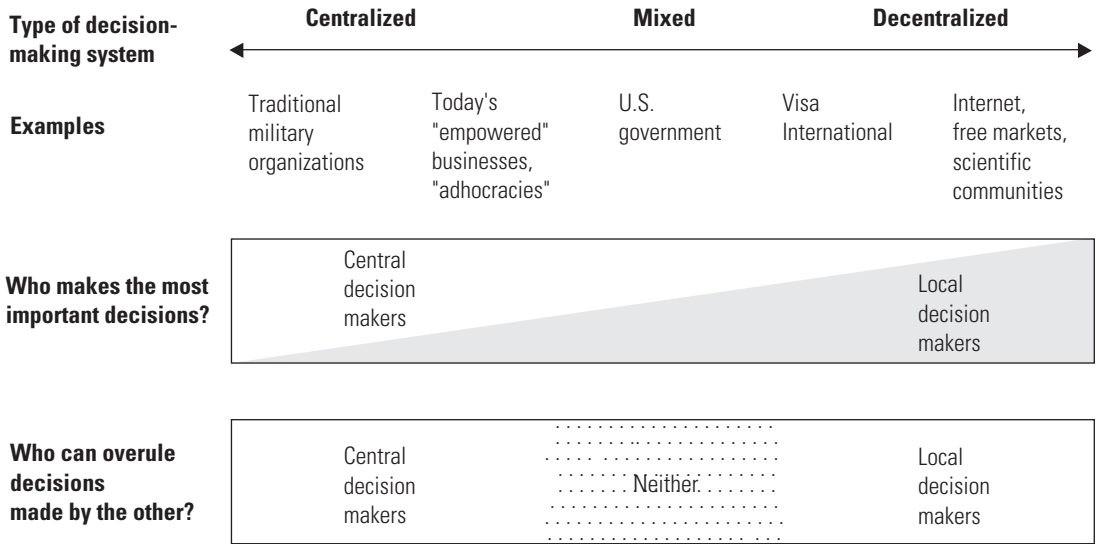 Type of decision-
making system
Centralized
Mixed
Decentralized
Examples
Traditional
military
organizations
Today's
"empowered"
businesses,
"adhocracies"
U.S.
government
Visa
International
Internet,
free markets,
scientific
communities
Who makes the most
important decisions?
Central
decision
makers
Local
decision
makers
Who can overule
decisions
made by the other?
Central
decision
makers
Neither
Local
decision
makers